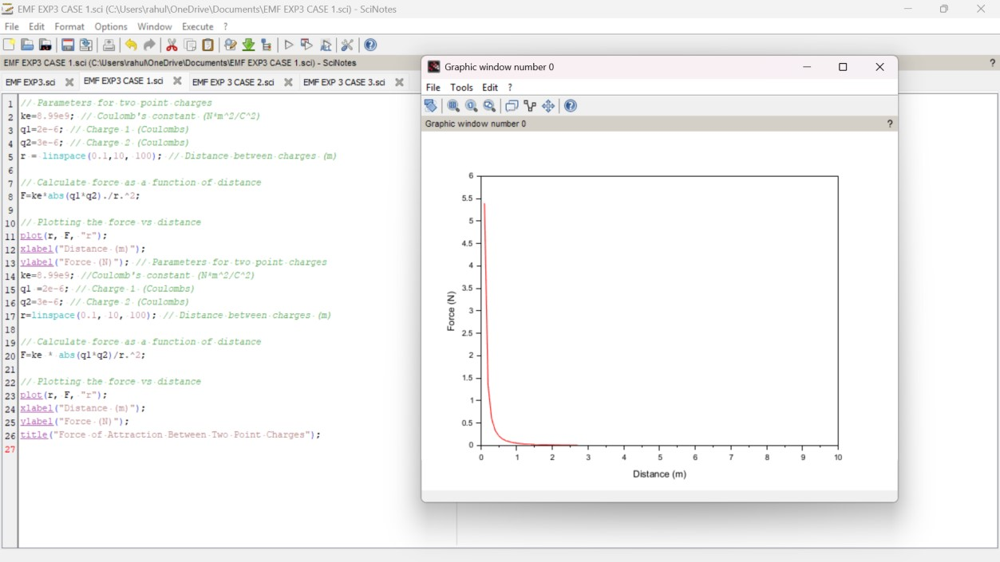 EMF EXP3 CASE 1.sci (C:\Users\rahul\OneDrive\Documents\EMF EXP3 CASE 1.sci) - SciNotes
File Edit Format Options Window Execute ?
EMF EXP3 CASE 1.sci (C:\Users\rahul\OneDrive\Documents\EMF EXP3 CASE 1.sci) - SciNotes ?
EMF EXP3.sci EMF EXP3 CASE 1.sci EMF EXP 3 CASE 2.sci EMF EXP 3 CASE 3.sci
1 // Parameters for two point charges
2 ke=8.99e9; // Coulomb's constant (N*m^2/C^2)
3 q1=2e-6; // Charge 1 (Coulombs)
4 q2=3e-6; // Charge 2 (Coulombs)
5 r = linspace(0.1,10, 100); // Distance between charges (m)
6
7 // Calculate force as a function of distance
8 F=ke*abs(q1*q2)./r.^2;
9
10 // Plotting the force vs distance
11 plot(r, F, "r");
12 xlabel("Distance (m)");
13 ylabel("Force (N)"); // Parameters for two point charges
14 ke=8.99e9; //Coulomb's constant (N*m^2/C^2)
15 q1 =2e-6; // Charge 1 (Coulombs)
16 q2=3e-6; // Charge 2 (Coulombs)
17 r=linspace(0.1, 10, 100); // Distance between charges (m)
18
19 // Calculate force as a function of distance
20 F=ke * abs(q1*q2)/r.^2;
21
22 // Plotting the force vs distance
23 plot(r, F, "r");
24 xlabel("Distance (m)");
25 ylabel("Force (N)");
26 title("Force of Attraction Between Two Point Charges");
27
Graphic window number 0
File Tools Edit ?
Graphic window number 0 ?
6
5.5
5
4.5
4
3.5
3
2.5
2
1.5
1
0.5
0
Force (N)
0 1 2 3 4 5 6 7 8 9 10
Distance (m)